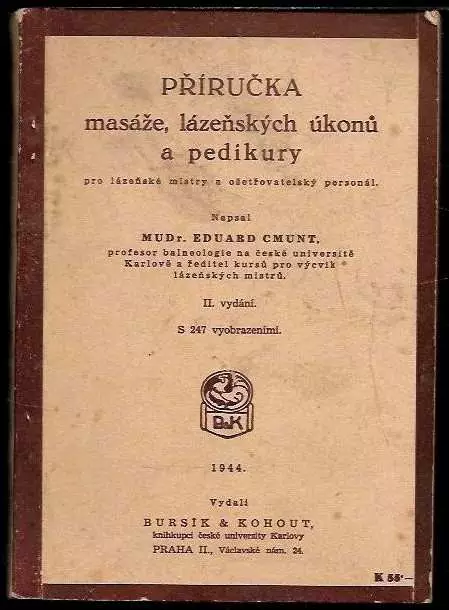 PŘÍRUČKA
masáže, lázeňských úkonů
a pedikury
pro lázeňské mistry a ošetřovatelský personál.
Napsal
MUDr. EDUARD CMUNT,
profesor balneologie na české universitě
Karlově a ředitel kursů pro výcvik
lázeňských mistrů.
II. vydání.
S 247 vyobrazeními.
B&K
1944.
Vydali
BURSÍK & KOHOUT,
knihkupci české university Karlovy
PRAHA II., Václavské nám. 24.
K 55·—